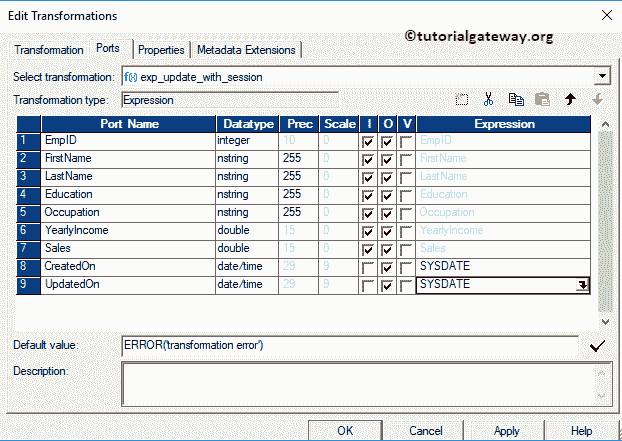 Edit Transformations
©tutorialgateway.org
Transformation Ports Properties Metadata Extensions
Select transformation: f(x) exp_update_with_session
Transformation type: Expression
Port Name Datatype Prec Scale I O V Expression
1 EmpID integer 10 0 EmpID
2 FirstName nstring 255 0 FirstName
3 LastName nstring 255 0 LastName
4 Education nstring 255 0 Education
5 Occupation nstring 255 0 Occupation
6 YearlyIncome double 15 0 YearlyIncome
7 Sales double 15 0 Sales
8 CreatedOn date/time 29 9 SYSDATE
9 UpdatedOn date/time 29 9 SYSDATE
Default value: ERROR('transformation error')
Description:
OK Cancel Apply Help